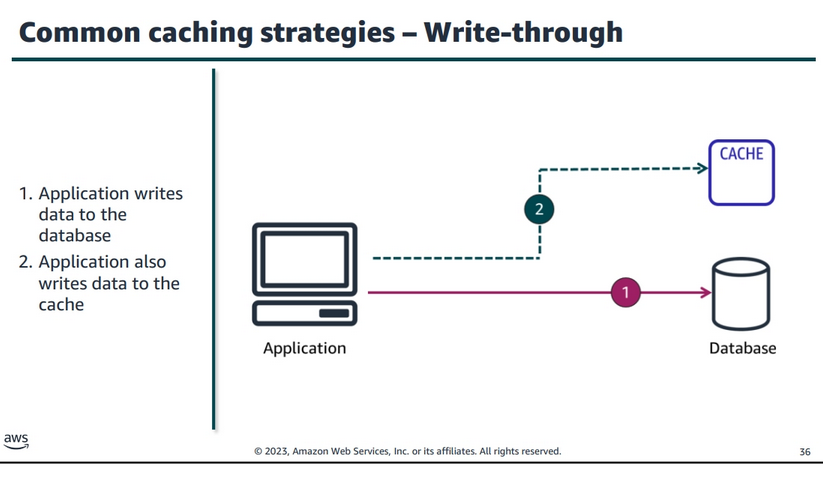 Common caching strategies – Write-through
1. Application writes
data to the
database
2. Application also
writes data to the
cache
CACHE
2
1
Application
Database
aws
© 2023, Amazon Web Services, Inc. or its affiliates. All rights reserved.
36